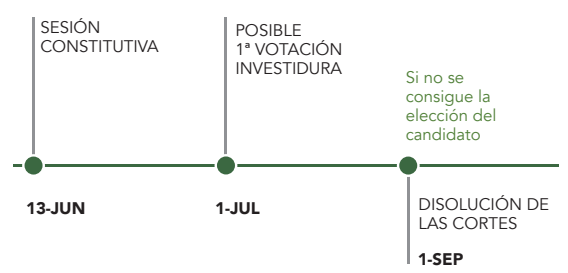 SESIÓN
CONSTITUTIVA
13-JUN
POSIBLE
1ª VOTACIÓN
INVESTIDURA
1-JUL
Si no se
consigue la
elección del
candidato
DISOLUCIÓN DE
LAS CORTES
1-SEP